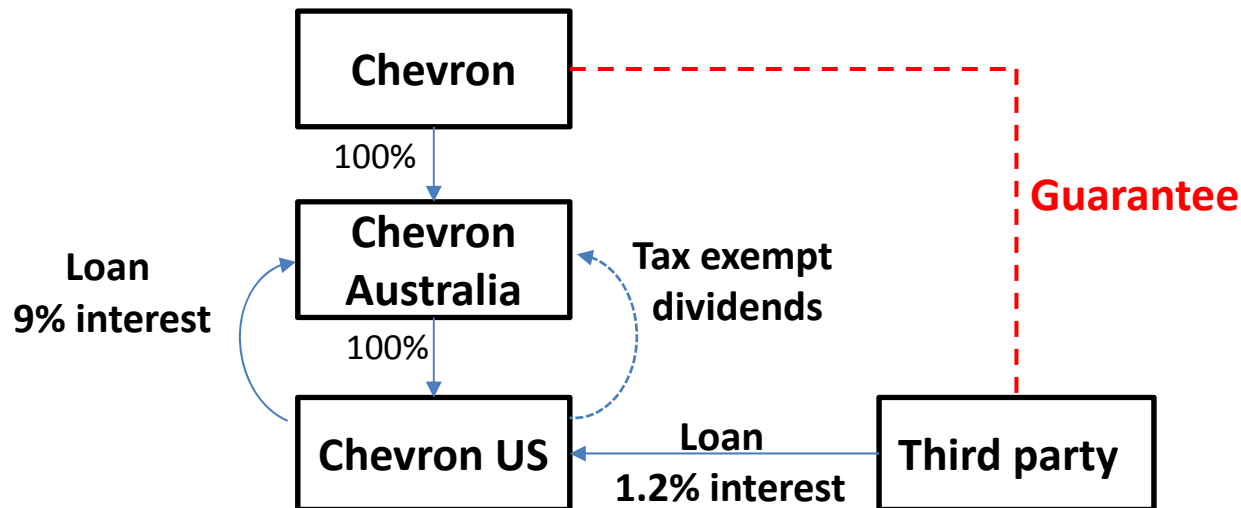 Chevron
100%
Guarantee
Chevron
Australia
Loan
9% interest
Tax exempt
dividends
100%
Chevron US
Loan
1.2% interest
Third party